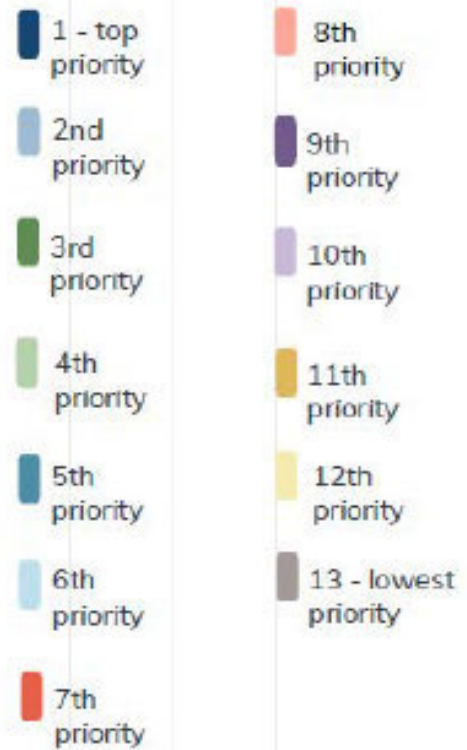 1 - top
priority
2nd
priority
3rd
priority
4th
priority
5th
priority
6th
priority
7th
priority
8th
priority
9th
priority
10th
priority
11th
priority
12th
priority
13 - lowest
priority